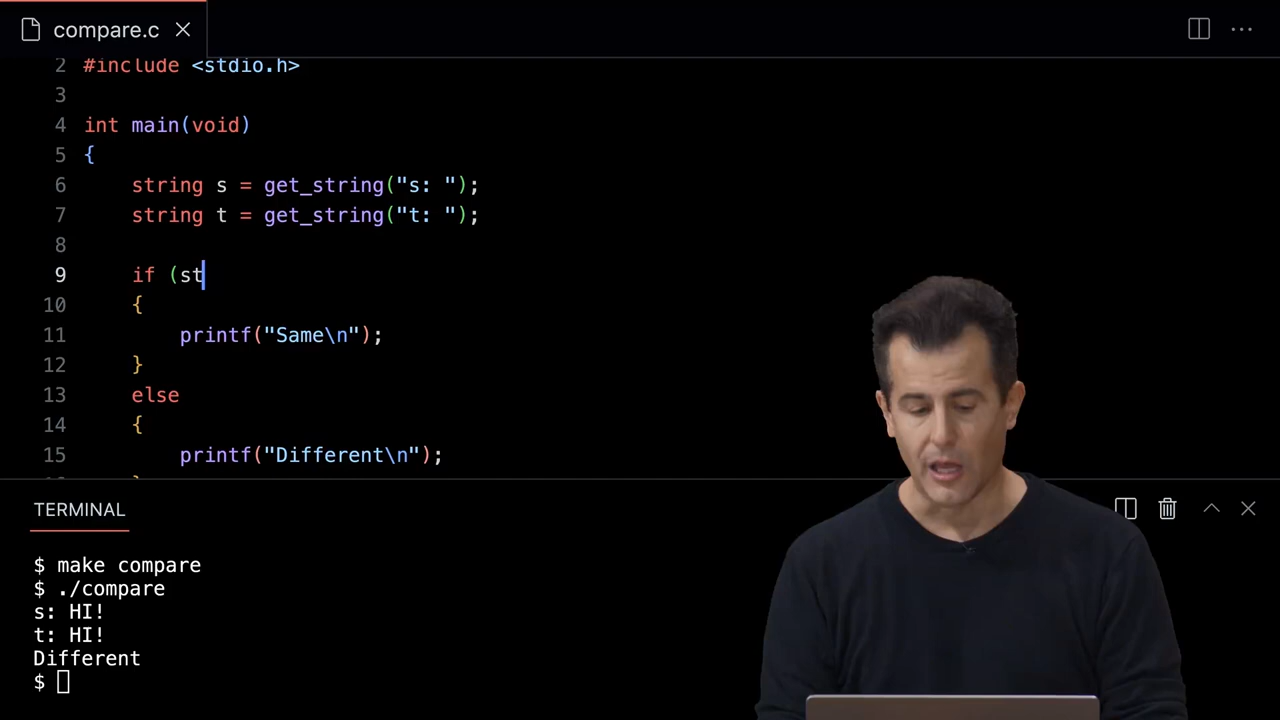 compare.c
2 #include <stdio.h>
3
4 int main(void)
5 {
6 string s = get_string("s: ");
7 string t = get_string("t: ");
8
9 if (st
10 {
11 printf("Same\n");
12 }
13 else
14 {
15 printf("Different\n");
TERMINAL
$ make compare
$ ./compare
s: HI!
t: HI!
Different
$